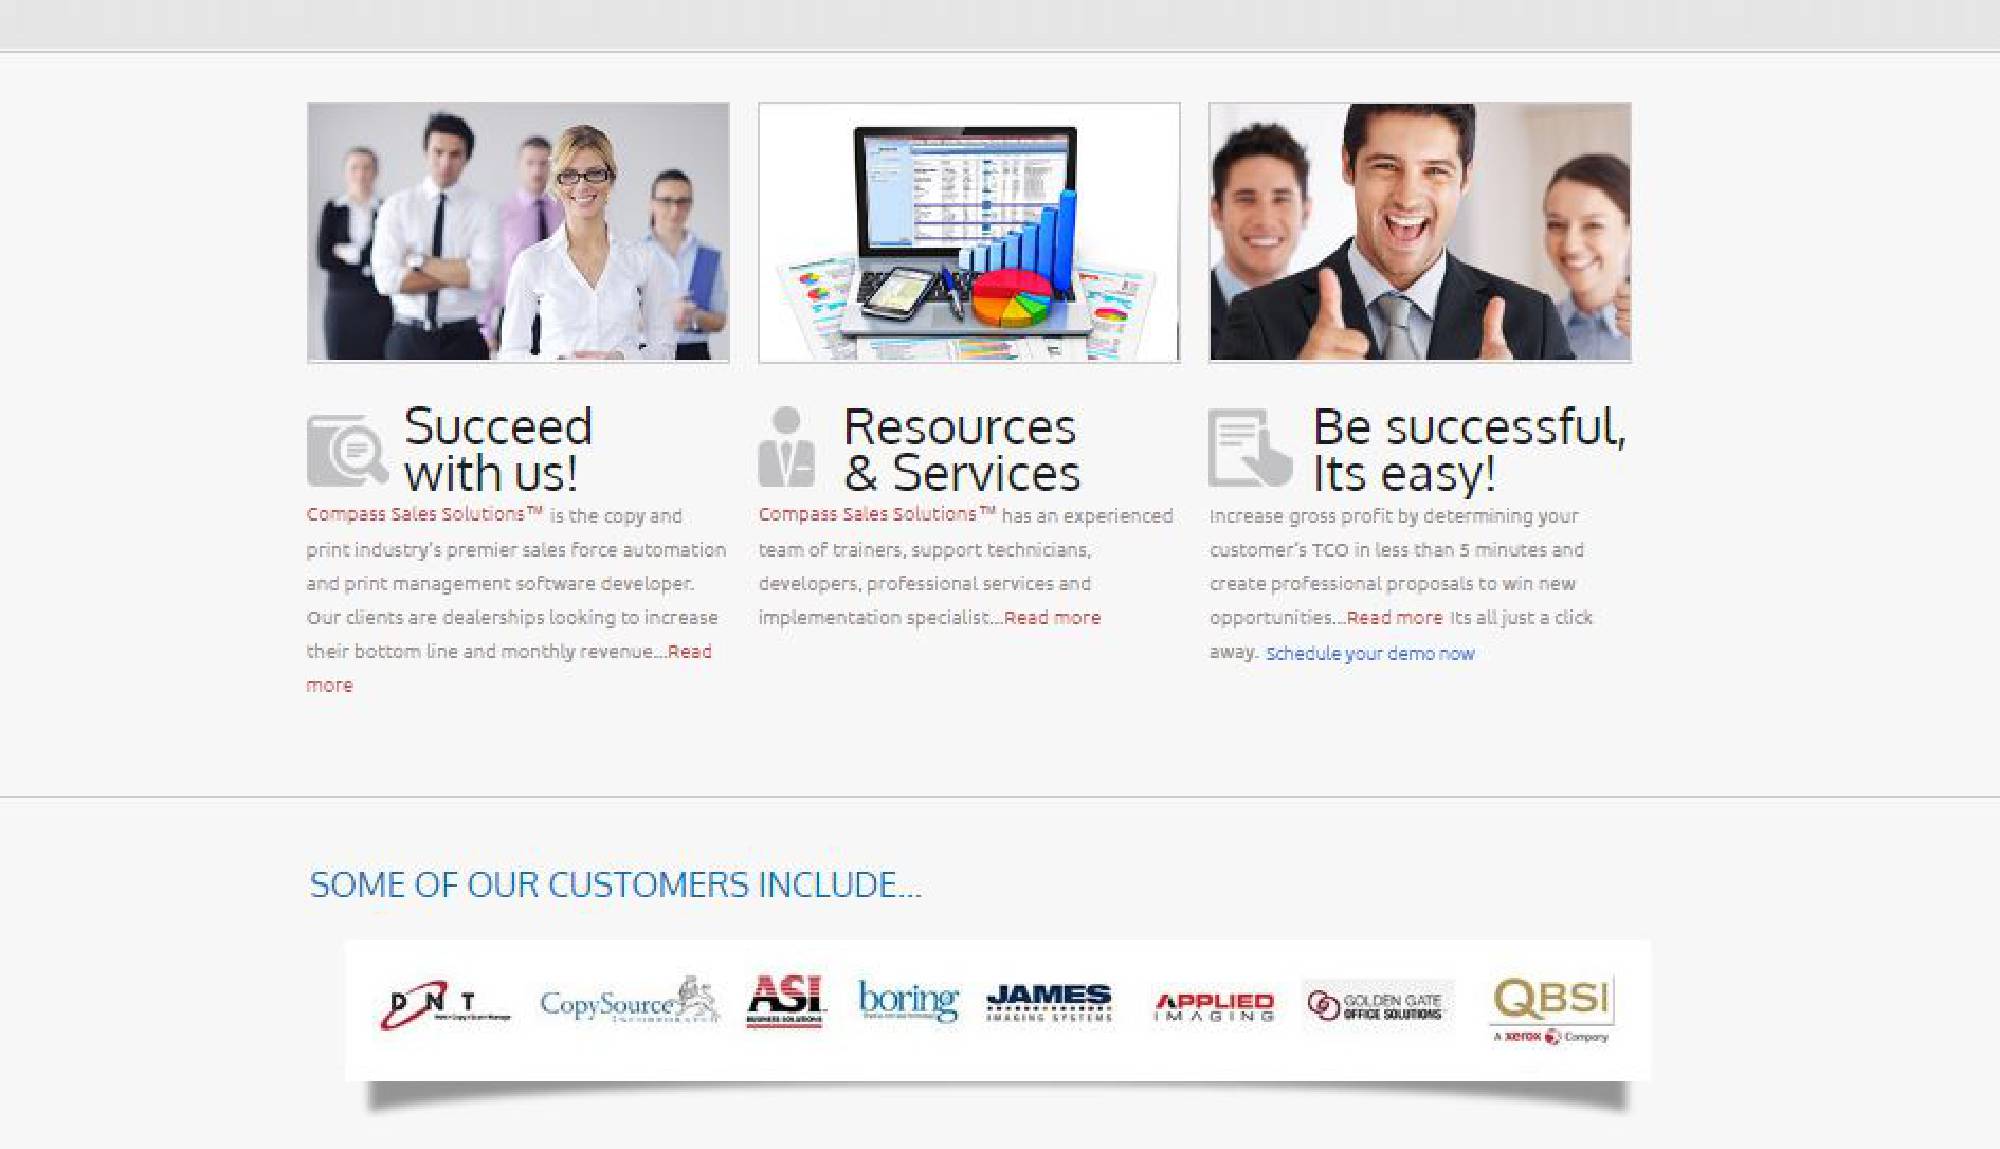 Succeed
with us!
Compass Sales Solutions™ is the copy and
print industry's premier sales force automation
and print management software developer.
Our clients are dealerships looking to increase
their bottom line and monthly revenue...Read
more
Resources
& Services
Compass Sales Solutions™ has an experienced
team of trainers, support technicians,
developers, professional services and
implementation specialist...Read more
Be successful,
Its easy!
Increase gross profit by determining your
customer's TCO in less than 5 minutes and
create professional proposals to win new
opportunities...Read more Its all just a click
away. Schedule your demo now
SOME OF OUR CUSTOMERS INCLUDE...
DNT
CopySource
INCORPORATED
ASI
BUSINESS SOLUTIONS
boring
JAMES
IMAGING SYSTEMS
APPLIED
IMAGING
GOLDEN GATE
OFFICE SOLUTIONS
QBSI
A xerox Company